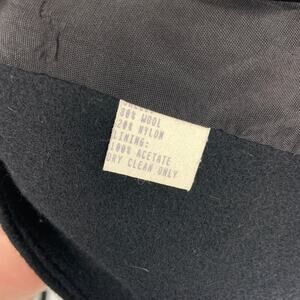 80% WOOL
20% NYLON
LINING:
100% ACETATE
DRY CLEAN ONLY